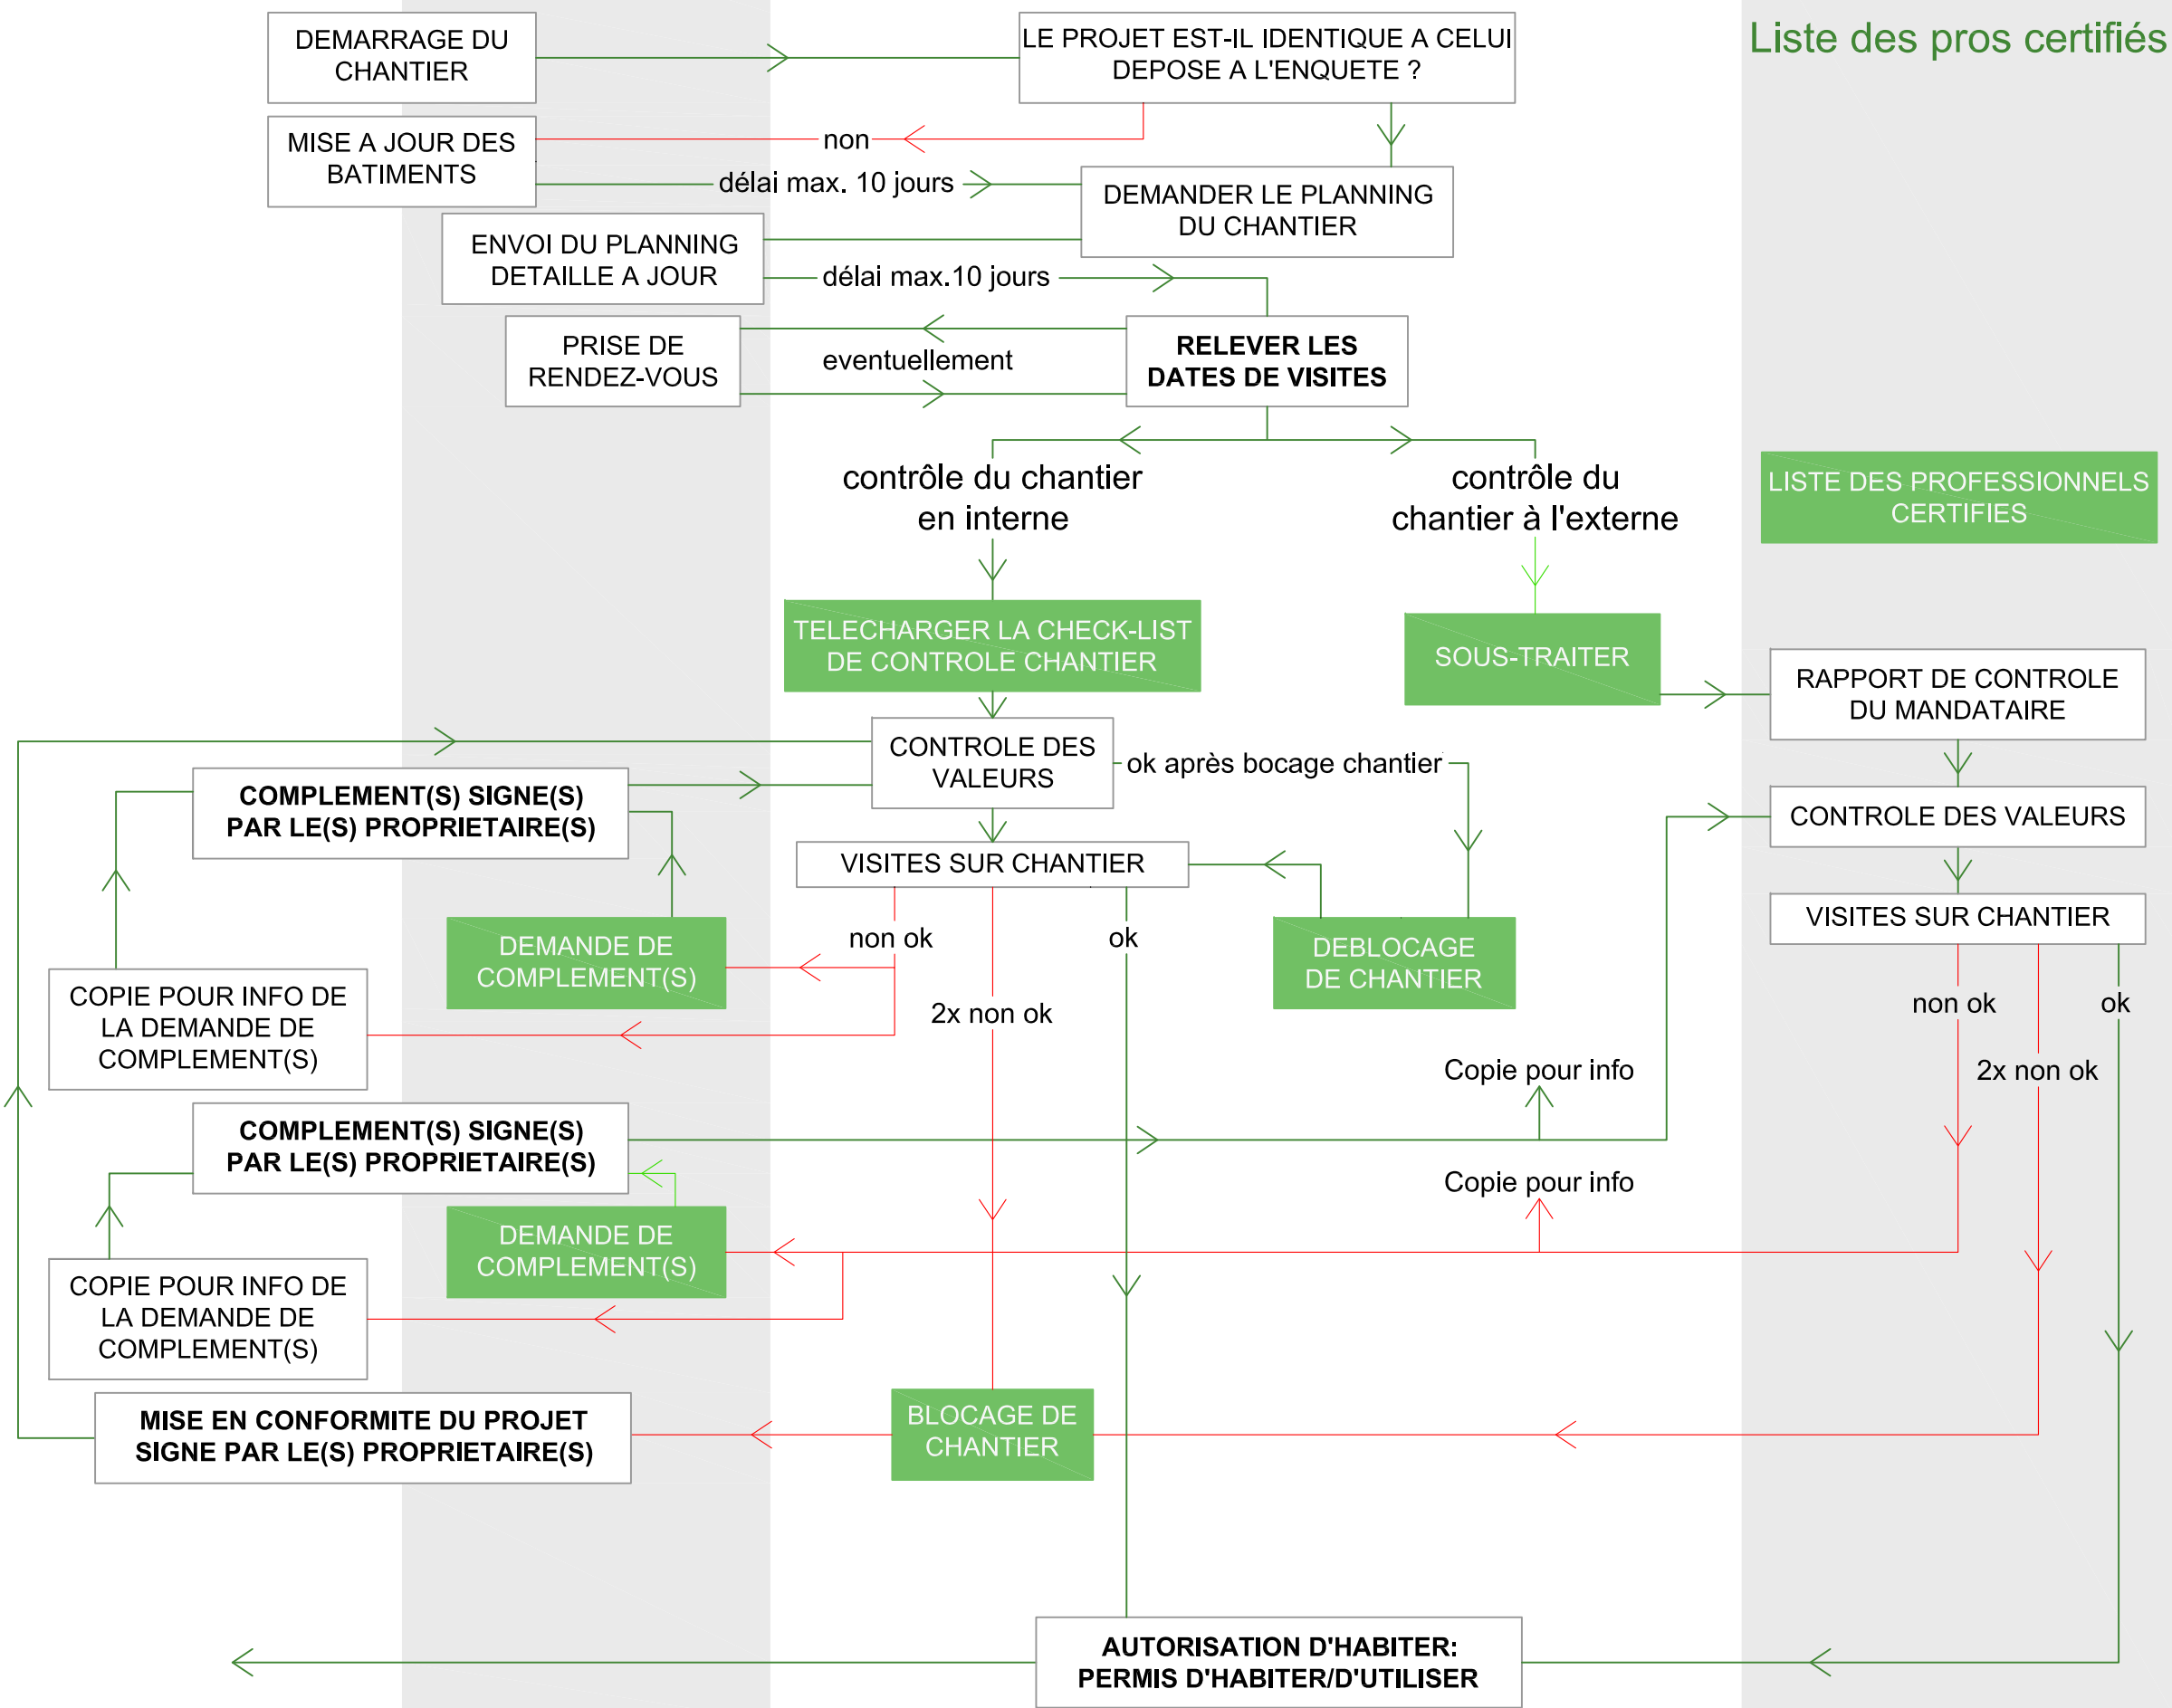 DEMARRAGE DU
CHANTIER
LE PROJET EST-IL IDENTIQUE A CELUI
DEPOSE A L'ENQUETE ?
Liste des pros certifiés
MISE A JOUR DES
BATIMENTS
non
délai max. 10 jours
DEMANDER LE PLANNING
DU CHANTIER
ENVOI DU PLANNING
DETAILLE A JOUR
délai max.10 jours
PRISE DE
RENDEZ-VOUS
eventuellement
RELEVER LES
DATES DE VISITES
contrôle du chantier
en interne
contrôle du
chantier à l'externe
LISTE DES PROFESSIONNELS
CERTIFIES
TELECHARGER LA CHECK-LIST
DE CONTROLE CHANTIER
SOUS-TRAITER
RAPPORT DE CONTROLE
DU MANDATAIRE
CONTROLE DES
VALEURS
ok après bocage chantier
COMPLEMENT(S) SIGNE(S)
PAR LE(S) PROPRIETAIRE(S)
CONTROLE DES VALEURS
VISITES SUR CHANTIER
VISITES SUR CHANTIER
DEMANDE DE
COMPLEMENT(S)
non ok
ok
DEBLOCAGE
DE CHANTIER
COPIE POUR INFO DE
LA DEMANDE DE
COMPLEMENT(S)
2x non ok
non ok
ok
Copie pour info
2x non ok
COMPLEMENT(S) SIGNE(S)
PAR LE(S) PROPRIETAIRE(S)
Copie pour info
DEMANDE DE
COMPLEMENT(S)
COPIE POUR INFO DE
LA DEMANDE DE
COMPLEMENT(S)
MISE EN CONFORMITE DU PROJET
SIGNE PAR LE(S) PROPRIETAIRE(S)
BLOCAGE DE
CHANTIER
AUTORISATION D'HABITER:
PERMIS D'HABITER/D'UTILISER